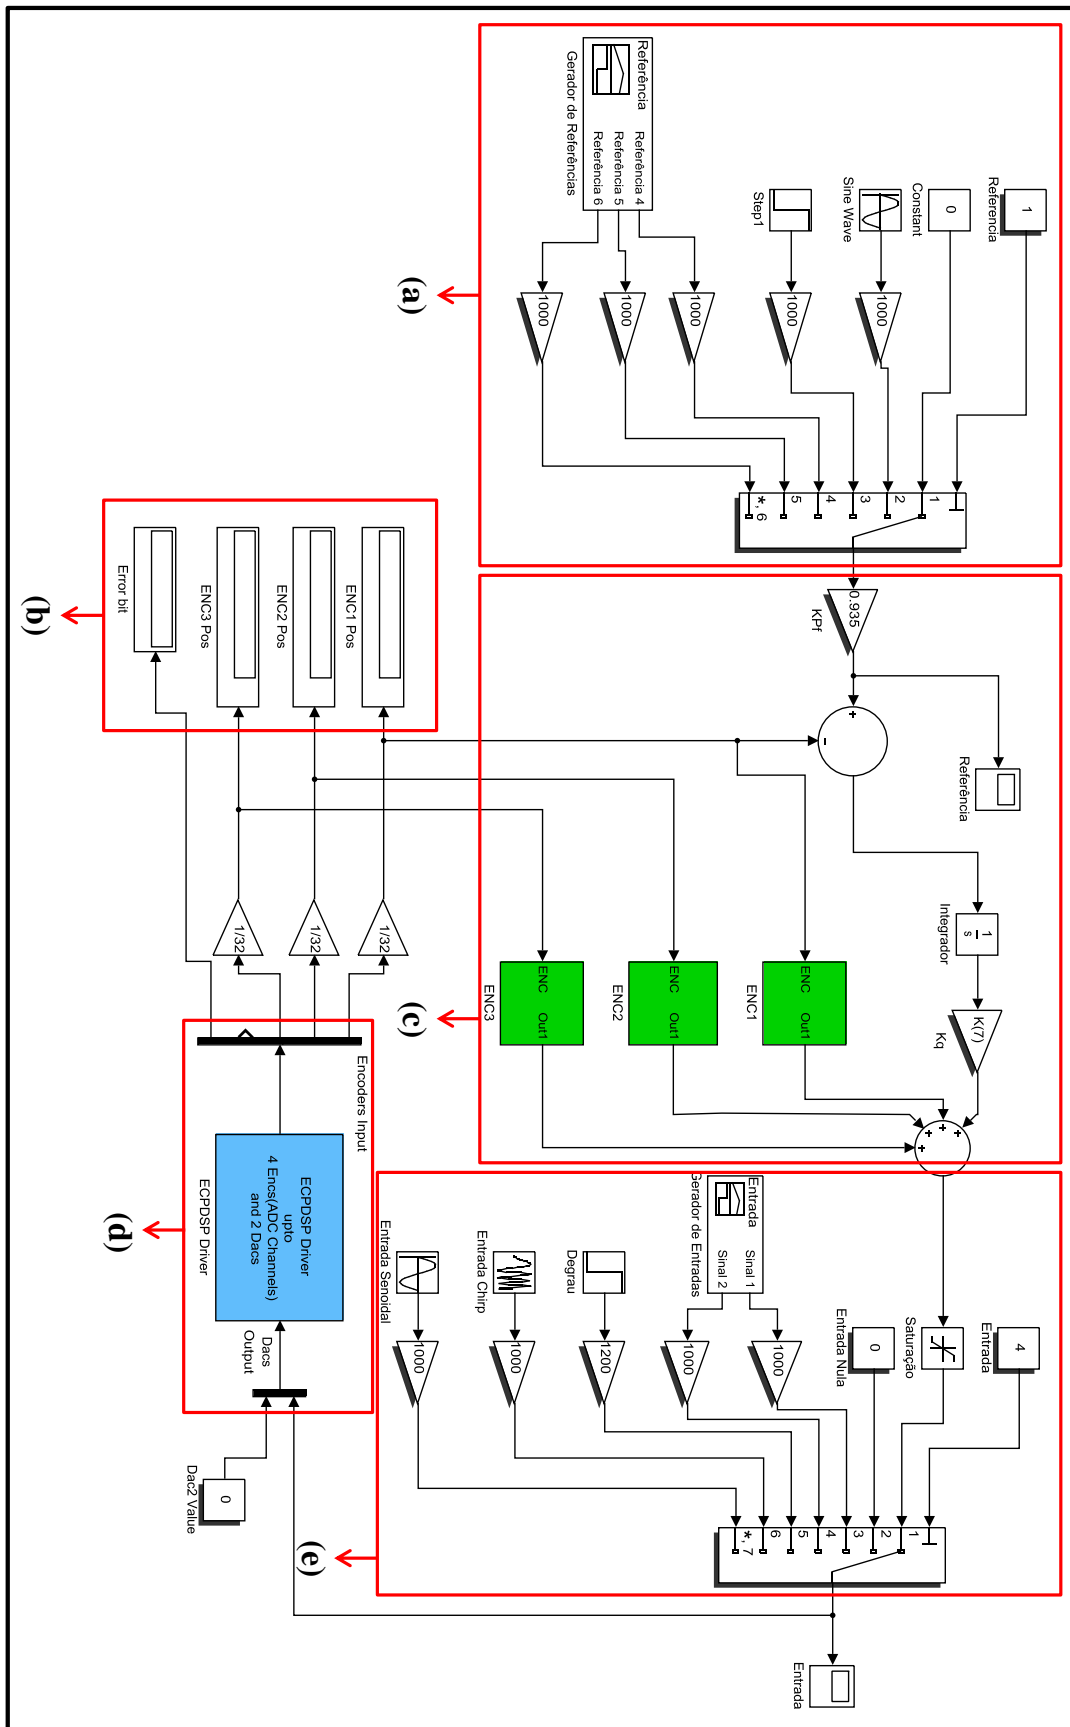 Referencia
1
Constant
0
Sine Wave
1000
Step1
1000
Referência
Referência 4
Referência 5
Referência 6
Gerador de Referências
1000
1000
1000
1
2
3
4
5
*, 6
(a)
0.935
KPf
+
-
Referência
1
s
Integrador
K(7)
Kq
ENC Out1
ENC1
ENC Out1
ENC2
ENC Out1
ENC3
+
+
+
+
(c)
Entrada
4
Saturação
Entrada Nula
0
Entrada
Sinal 1
Sinal 2
Gerador de Entradas
1000
1000
Degrau
1200
Entrada Chirp
1000
Entrada Senoidal
1000
1
2
3
4
5
6
*, 7
(e)
Entrada
ENC1 Pos
ENC2 Pos
ENC3 Pos
Error bit
(b)
1/32
1/32
1/32
Encoders Input
ECPDSP Driver
upto
4 Encs(ADC Channels)
and 2 Dacs
ECPDSP Driver
Dacs
Output
(d)
0
Dac2 Value